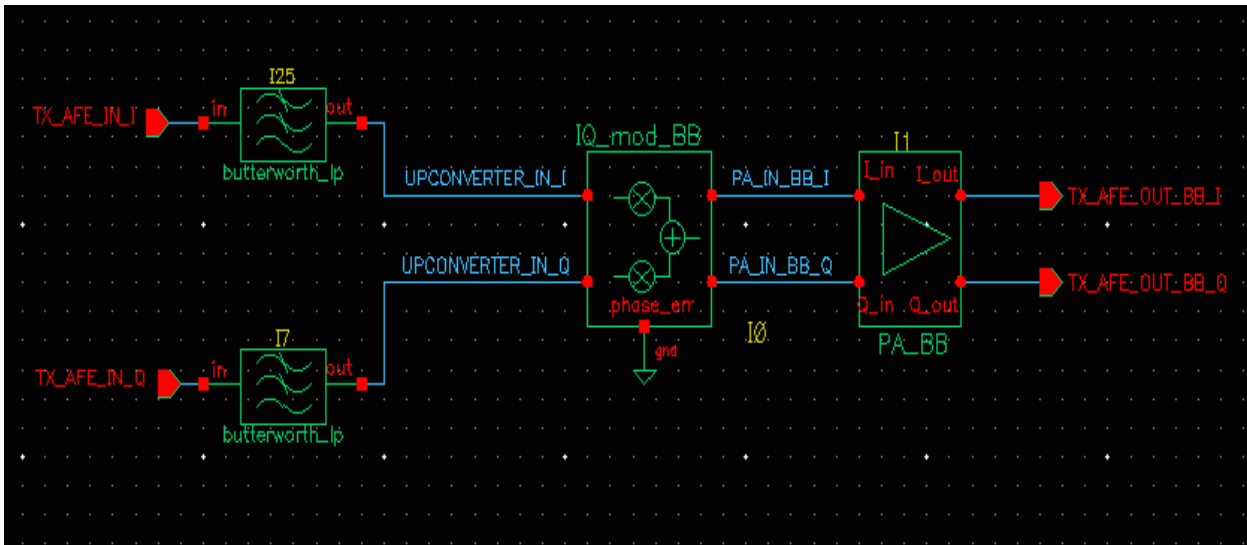 I25
TX_AFE_IN_I
in
out
butterworth_lp
UPCONVERTER_IN_I
IQ_mod_BB
PA_IN_BB_I
I1
I_in
I_out
TX_AFE_OUT_BB_I
UPCONVERTER_IN_Q
PA_IN_BB_Q
TX_AFE_OUT_BB_Q
phase_err
Q_in
Q_out
I0
PA_BB
gnd
I7
TX_AFE_IN_Q
in
out
butterworth_lp